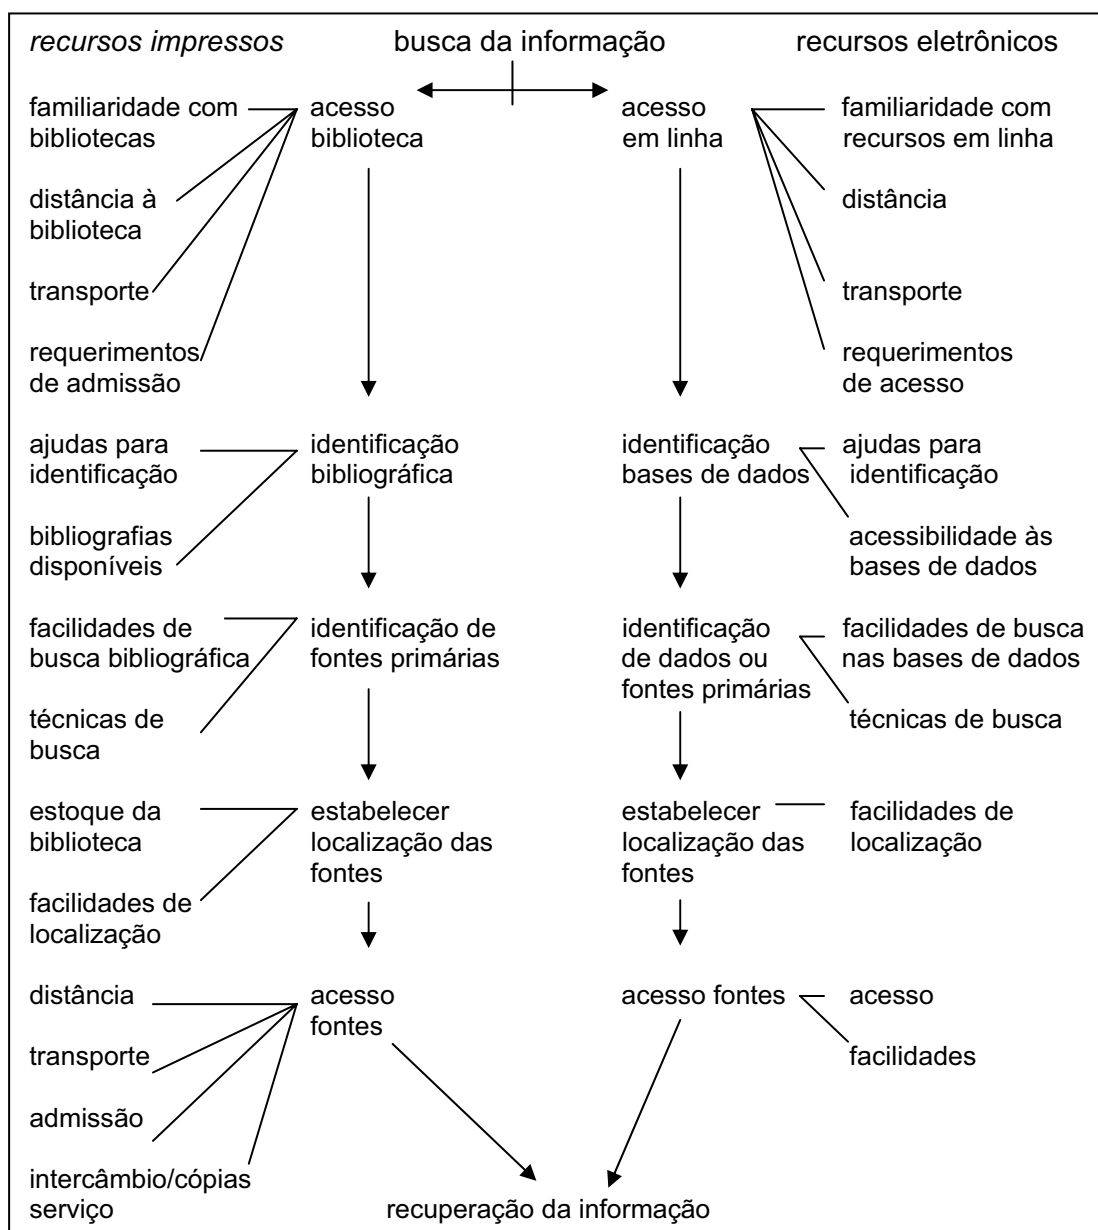 recursos impressos
busca da informação
recursos eletrônicos
familiaridade com
bibliotecas
acesso
biblioteca
acesso
em linha
familiaridade com
recursos em linha
distância à
biblioteca
distância
transporte
transporte
requerimentos
de admissão
requerimentos
de acesso
ajudas para
identificação
identificação
bibliográfica
identificação
bases de dados
ajudas para
identificação
bibliografias
disponíveis
acessibilidade às
bases de dados
facilidades de
busca bibliográfica
identificação de
fontes primárias
identificação
de dados ou
fontes primárias
facilidades de busca
nas bases de dados
técnicas de
busca
técnicas de busca
estoque da
biblioteca
estabelecer
localização das
fontes
estabelecer
localização das
fontes
facilidades de
localização
facilidades de
localização
distância
acesso
fontes
acesso fontes
acesso
transporte
facilidades
admissão
intercâmbio/cópias
serviço
recuperação da informação